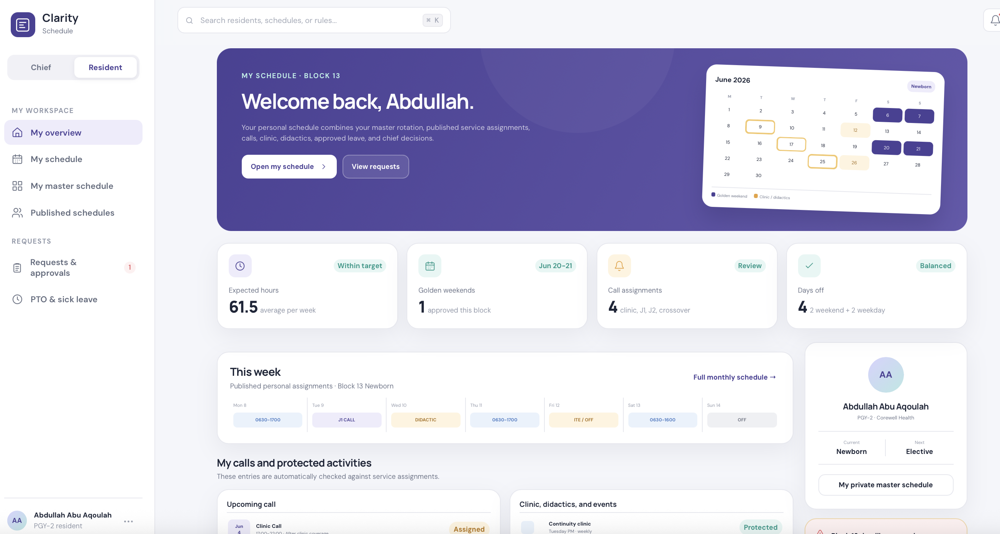 Clarity
Schedule
Chief
Resident
MY WORKSPACE
My overview
My schedule
My master schedule
Published schedules
REQUESTS
Requests &
approvals
1
PTO & sick leave
Abdullah Abu Aqoulah
PGY-2 resident
AA
Search residents, schedules, or rules...
⌘ K
MY SCHEDULE · BLOCK 13
Welcome back, Abdullah.
Your personal schedule combines your master rotation, published service assignments,
calls, clinic, didactics, approved leave, and chief decisions.
Open my schedule
View requests
June 2026
Newborn
M T W T F S S
1 2 3 4 5 6 7
8 9 10 11 12 13 14
15 16 17 18 19 20 21
22 23 24 25 26 27 28
29 30
Golden weekend
Clinic / didactics
Within target
Expected hours
61.5 average per week
Jun 20-21
Golden weekends
1 approved this block
Review
Call assignments
4 clinic, J1, J2, crossover
Balanced
Days off
4 2 weekend + 2 weekday
This week
Published personal assignments · Block 13 Newborn
Full monthly schedule →
Mon 8
0630-1700
Tue 9
J1 CALL
Wed 10
DIDACTIC
Thu 11
0630-1700
Fri 12
ITE / OFF
Sat 13
0630-1600
Sun 14
OFF
My calls and protected activities
These entries are automatically checked against service assignments.
Upcoming call
Jun
4
Clinic Call
17:00-22:00 · After clinic coverage
Assigned
Clinic, didactics, and events
Continuity clinic
Tuesday PM · weekly
Protected
AA
Abdullah Abu Aqoulah
PGY-2 · Corewell Health
Current
Newborn
Next
Elective
My private master schedule